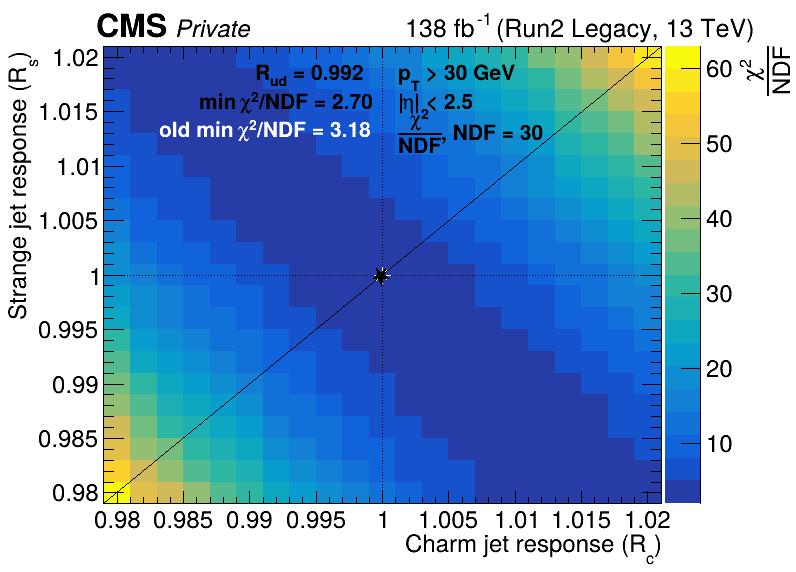 CMS Private 138 fb⁻¹ (Run2 Legacy, 13 TeV)
Strange jet response (Rₛ)
1.02
1.015
1.01
1.005
1
0.995
0.99
0.985
0.98
R_ud = 0.992
min χ²/NDF = 2.70
old min χ²/NDF = 3.18
p_T > 30 GeV
|η| < 2.5
χ²/NDF, NDF = 30
0.98 0.985 0.99 0.995 1 1.005 1.01 1.015 1.02
Charm jet response (R_c)
χ²/NDF
60
50
40
30
20
10